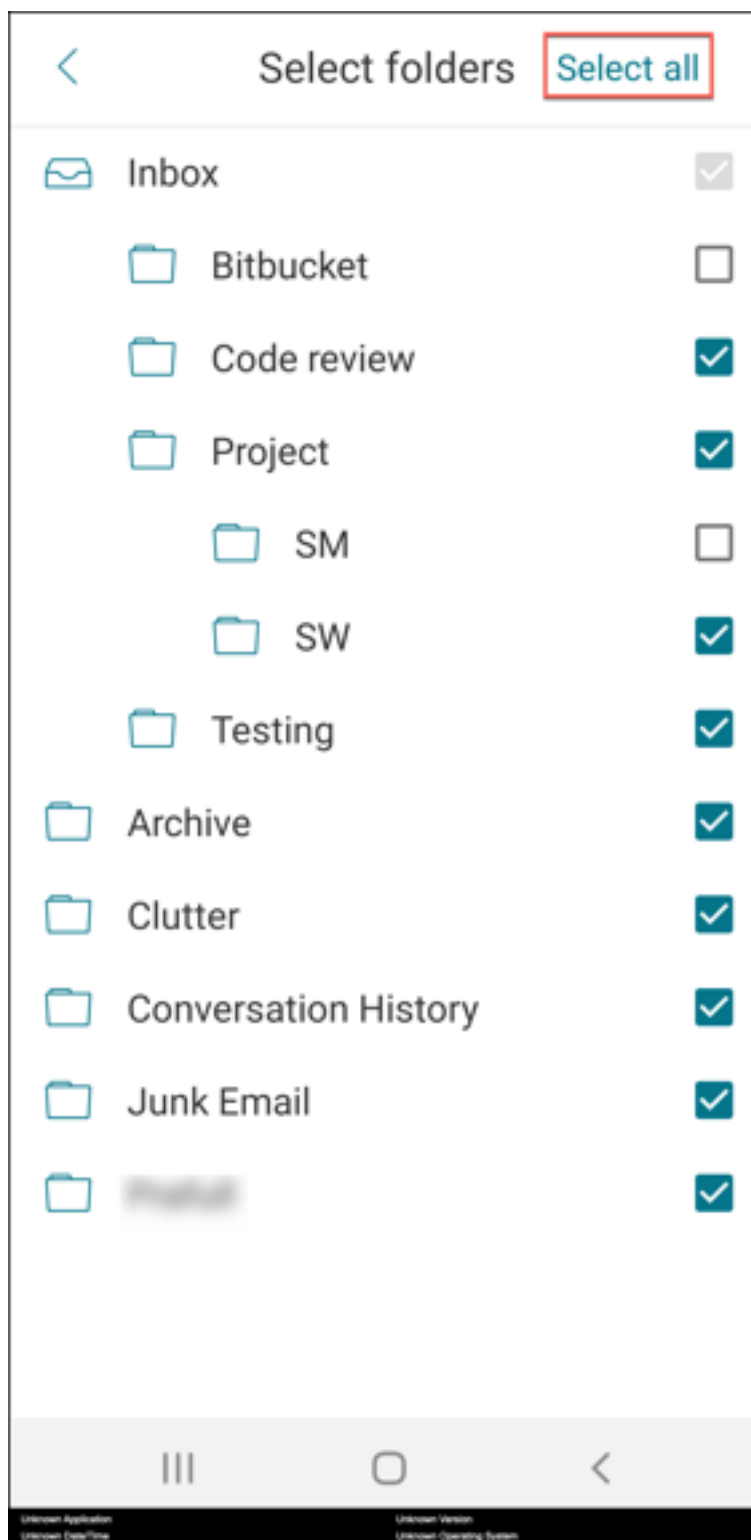 Select folders Select all
Inbox
Bitbucket
Code review
Project
SM
SW
Testing
Archive
Clutter
Conversation History
Junk Email
Unknown Application Unknown Version
Unknown Date/Time Unknown Operating System